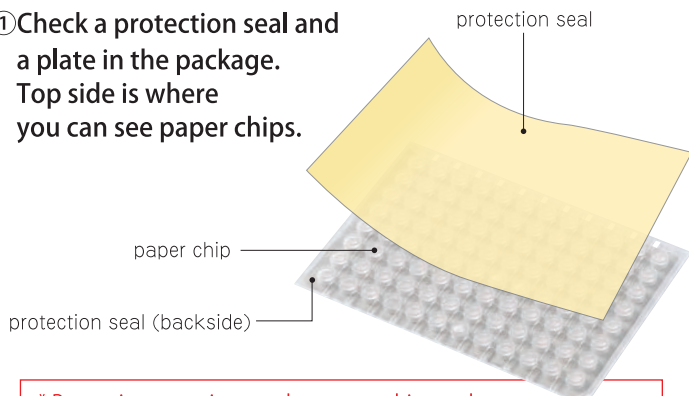 ①Check a protection seal and
a plate in the package.
Top side is where
you can see paper chips.
protection seal
paper chip
protection seal (backside)